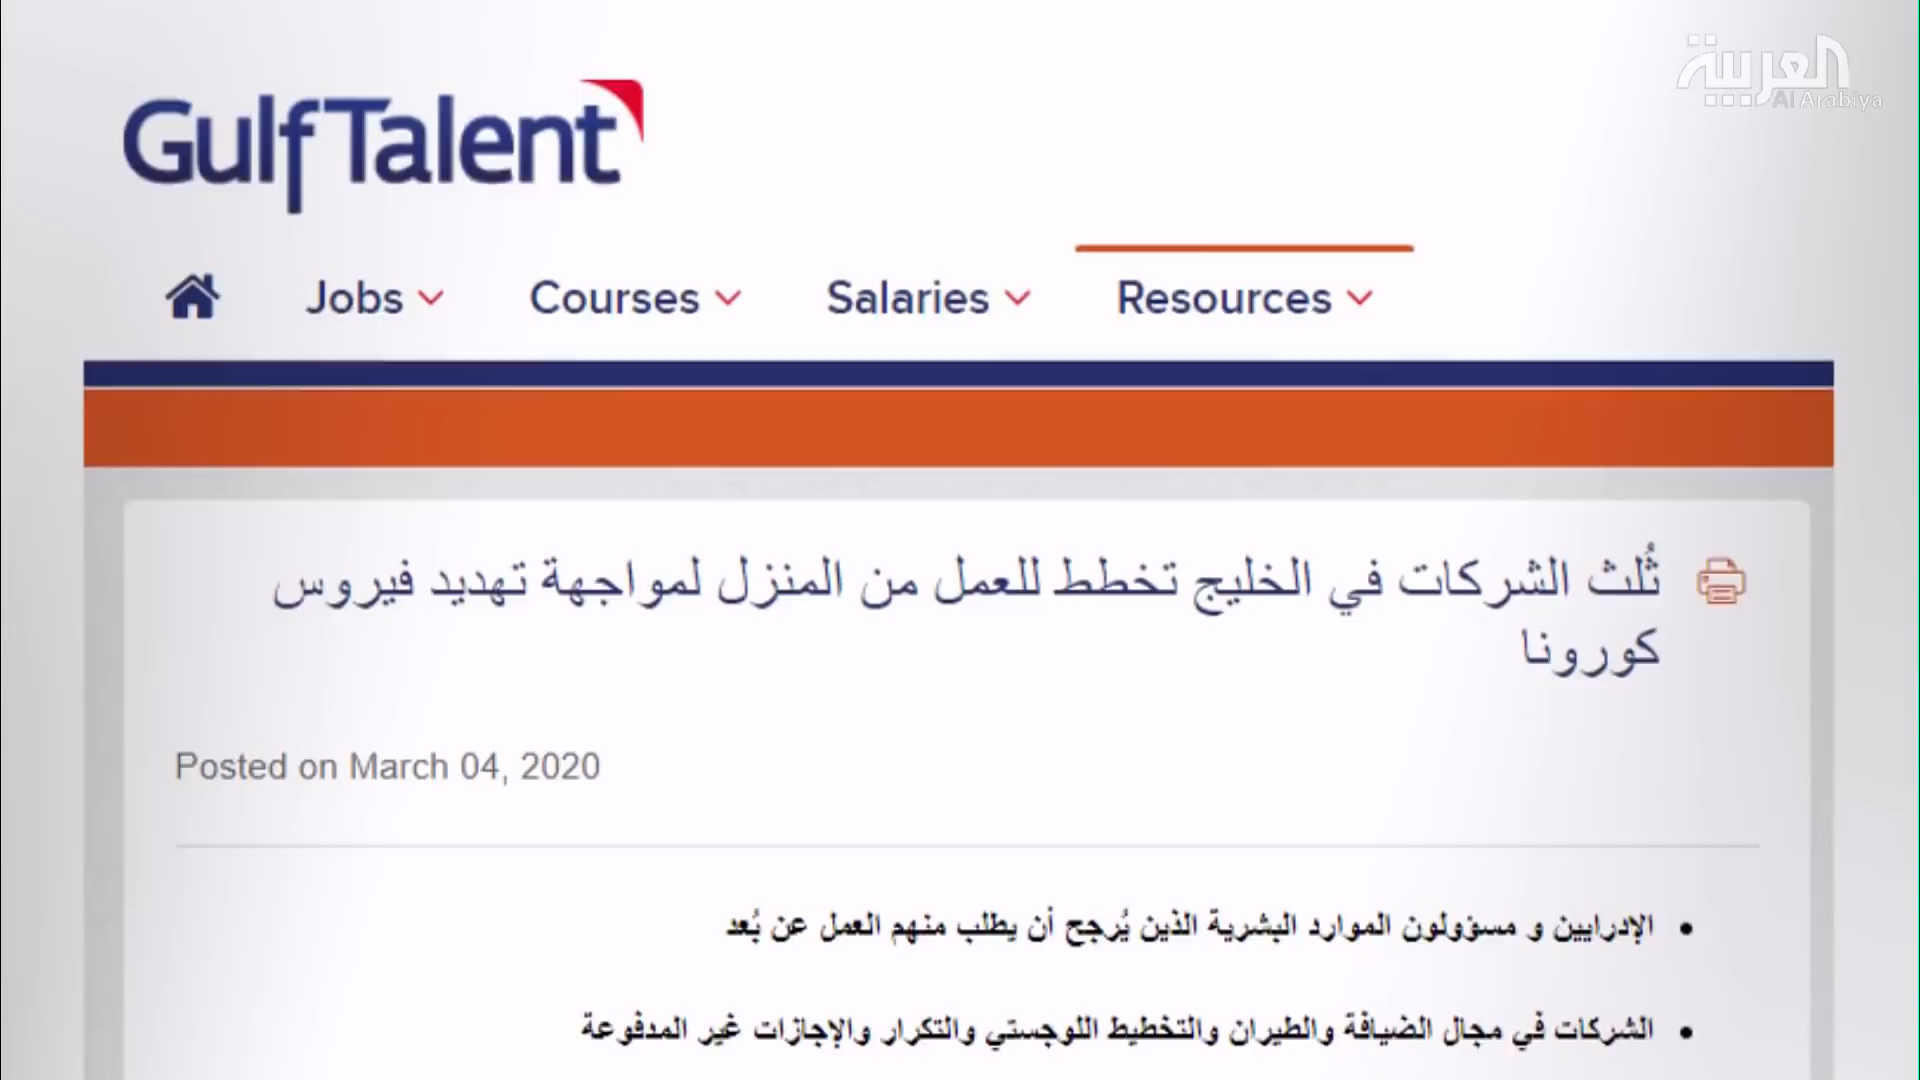 العربية
Al Arabiya
GulfTalent
Jobs Courses Salaries Resources
ثُلث الشركات في الخليج تخطط للعمل من المنزل لمواجهة تهديد فيروس
كورونا
Posted on March 04, 2020
• الإدرايين و مسؤولون الموارد البشرية الذين يُرجح أن يطلب منهم العمل عن بُعد
• الشركات في مجال الضيافة والطيران والتخطيط اللوجستي والتكرار والإجازات غير المدفوعة